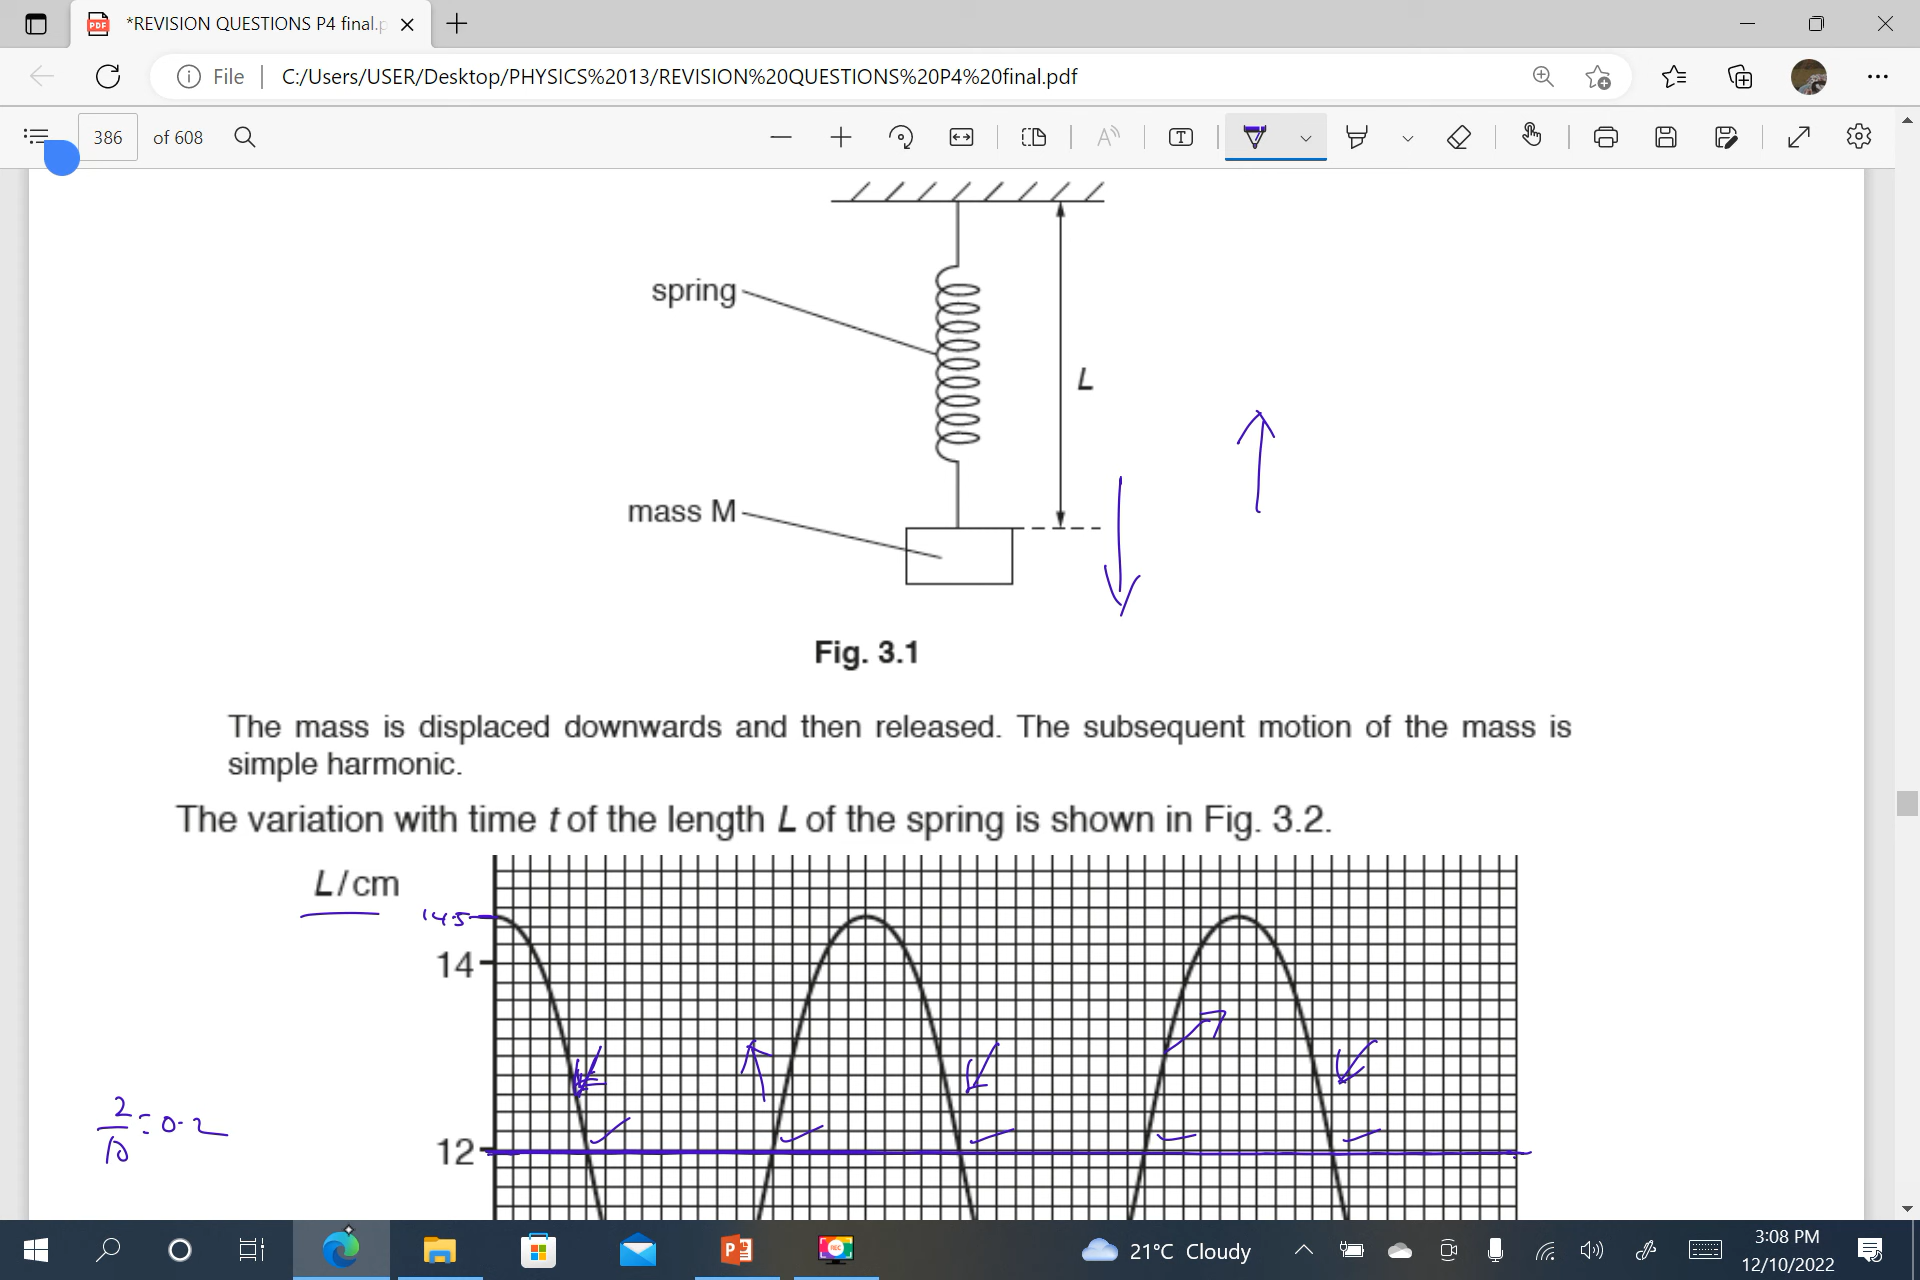 *REVISION QUESTIONS P4 final.p
File
C:/Users/USER/Desktop/PHYSICS%2013/REVISION%20QUESTIONS%20P4%20final.pdf
386 of 608
spring
L
mass M
Fig. 3.1
The mass is displaced downwards and then released. The subsequent motion of the mass is
simple harmonic.
The variation with time t of the length L of the spring is shown in Fig. 3.2.
L/cm
14.5
14
2/10 = 0.2
12
21°C Cloudy
3:08 PM
12/10/2022